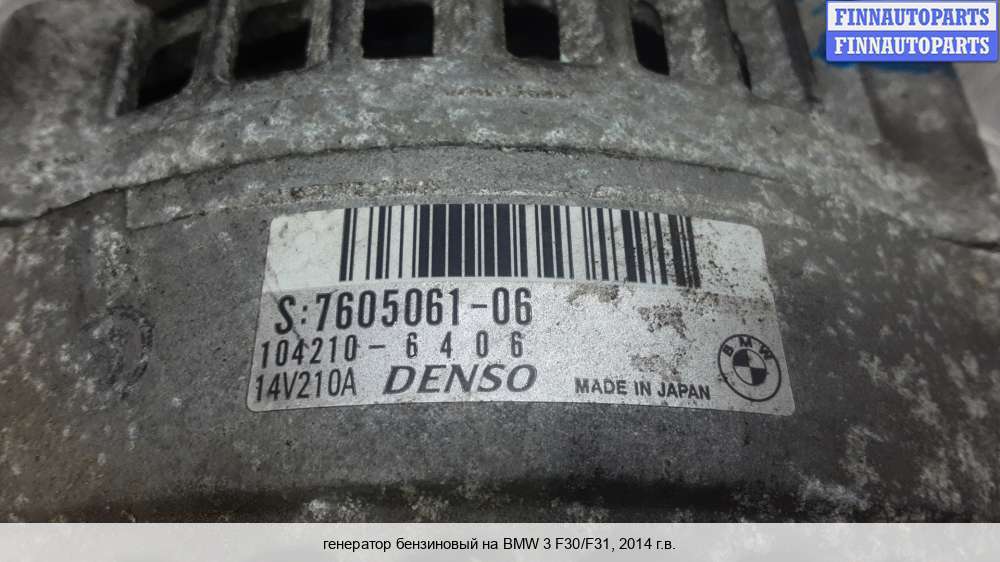 FINNAUTOPARTS
FINNAUTOPARTS
S:7605061-06
104210-6406
14V210A DENSO MADE IN JAPAN BMW
генератор бензиновый на BMW 3 F30/F31, 2014 г.в.